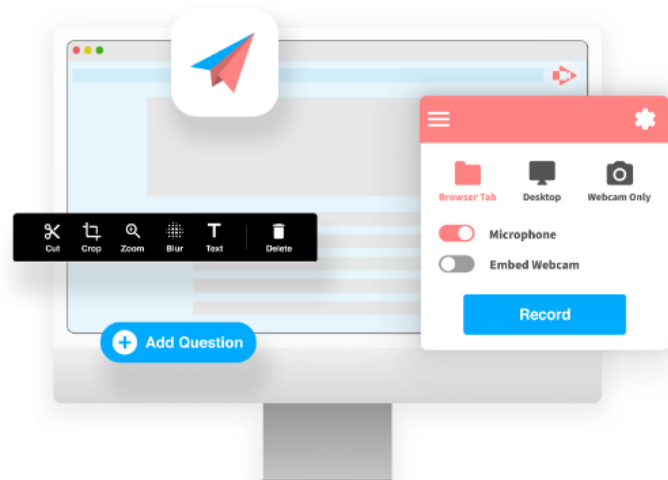 Browser Tab
Desktop
Webcam Only
Microphone
Embed Webcam
Record
Cut
Crop
Zoom
Blur
Text
Delete
Add Question